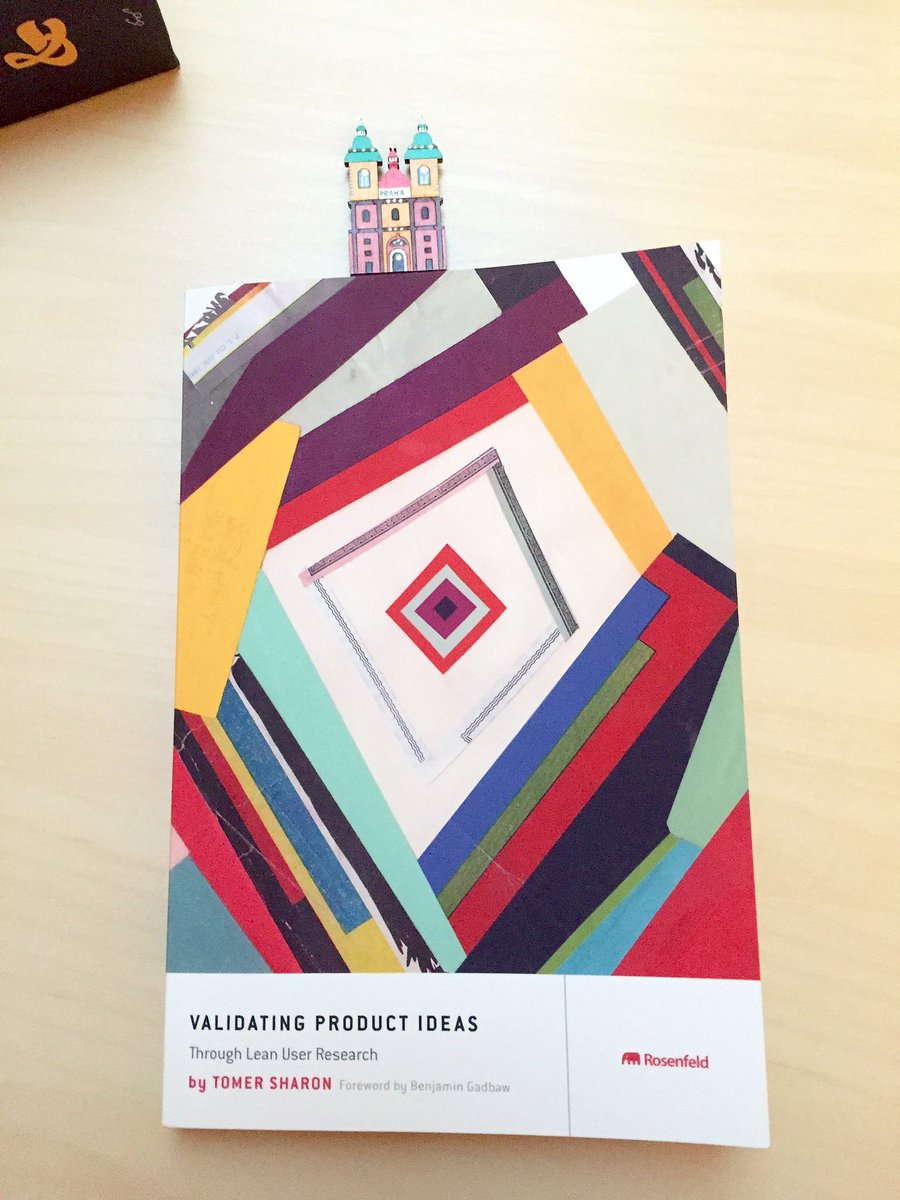 PRAHA
VALIDATING PRODUCT IDEAS
Through Lean User Research
by TOMER SHARON Foreword by Benjamin Gadbaw
Rosenfeld